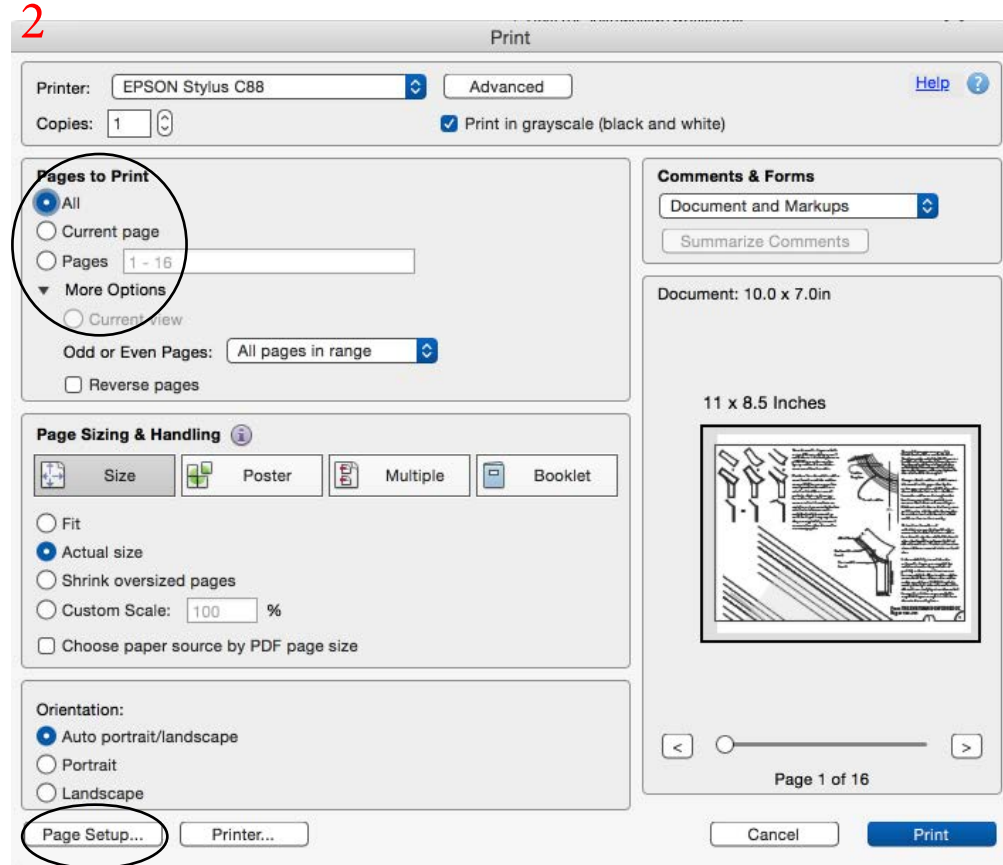 2
Print
Printer: EPSON Stylus C88 Advanced Help ?
Copies: 1 Print in grayscale (black and white)
Pages to Print
All
Current page
Pages 1 - 16
More Options
Current view
Odd or Even Pages: All pages in range
Reverse pages
Comments & Forms
Document and Markups
Summarize Comments
Page Sizing & Handling i
Size Poster Multiple Booklet
Fit
Actual size
Shrink oversized pages
Custom Scale: 100 %
Choose paper source by PDF page size
Document: 10.0 x 7.0in
11 x 8.5 Inches
Orientation:
Auto portrait/landscape
Portrait
Landscape
< >
Page 1 of 16
Page Setup... Printer... Cancel Print